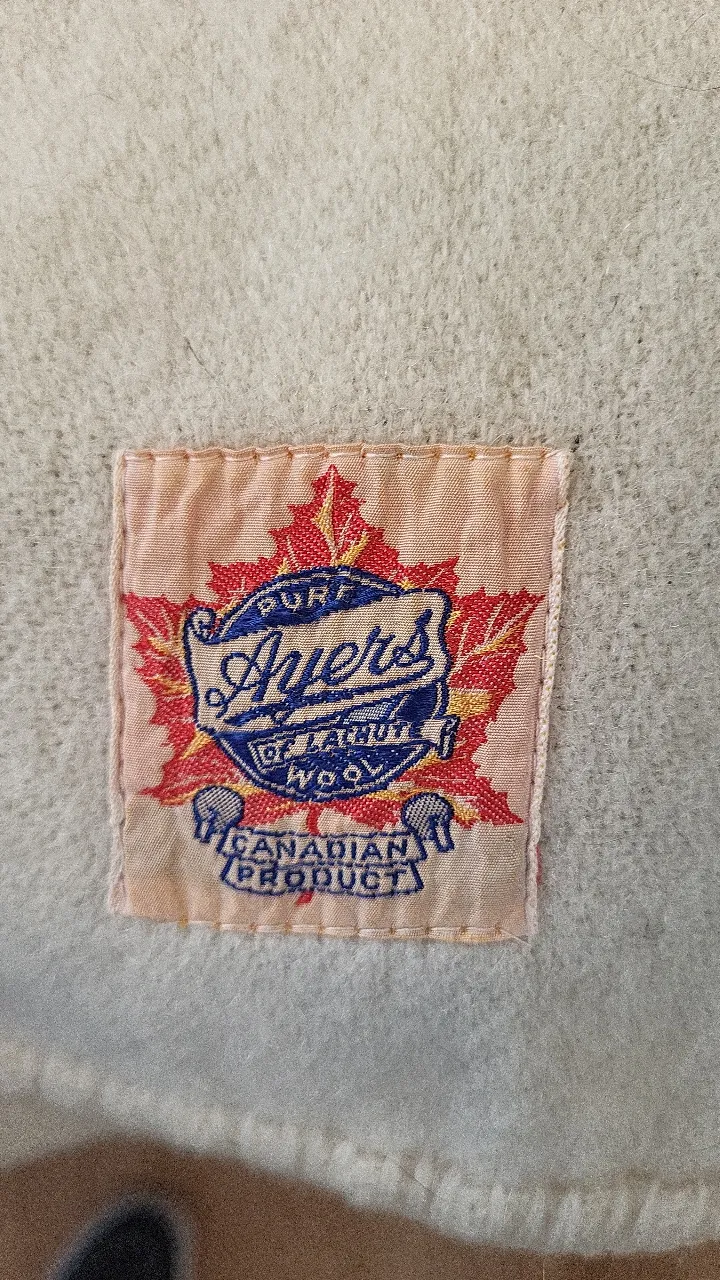 PURE
Ayers
OF LACHUTE
WOOL
CANADIAN
PRODUCT